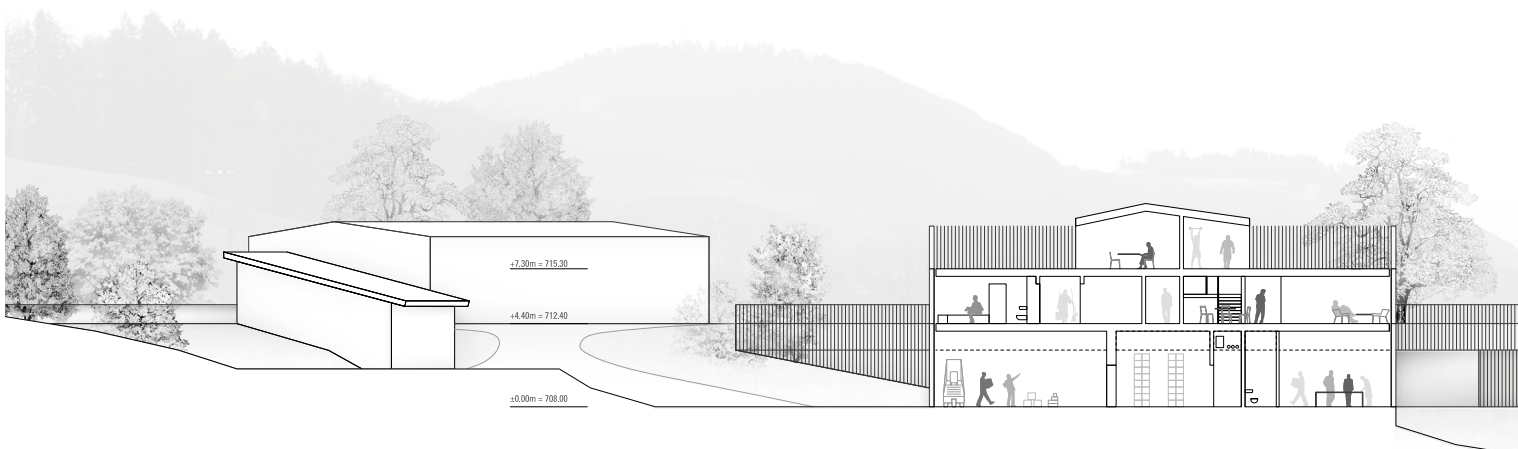 +7.30m = 715.30
+4.40m = 712.40
±0.00m = 708.00